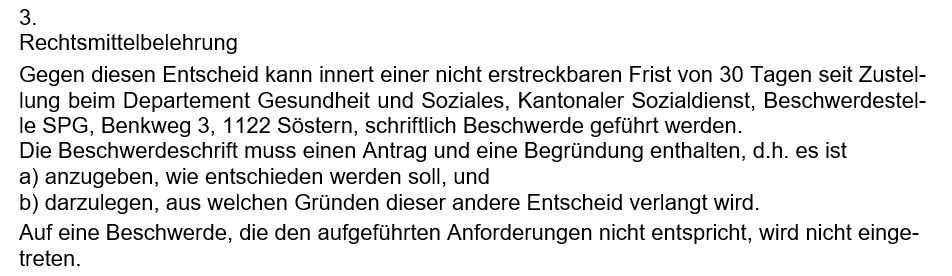 3.
Rechtsmittelbelehrung
Gegen diesen Entscheid kann innert einer nicht erstreckbaren Frist von 30 Tagen seit Zustel-
lung beim Departement Gesundheit und Soziales, Kantonaler Sozialdienst, Beschwerdestel-
le SPG, Benkweg 3, 1122 Söstern, schriftlich Beschwerde geführt werden.
Die Beschwerdeschrift muss einen Antrag und eine Begründung enthalten, d.h. es ist
a) anzugeben, wie entschieden werden soll, und
b) darzulegen, aus welchen Gründen dieser andere Entscheid verlangt wird.
Auf eine Beschwerde, die den aufgeführten Anforderungen nicht entspricht, wird nicht einge-
treten.